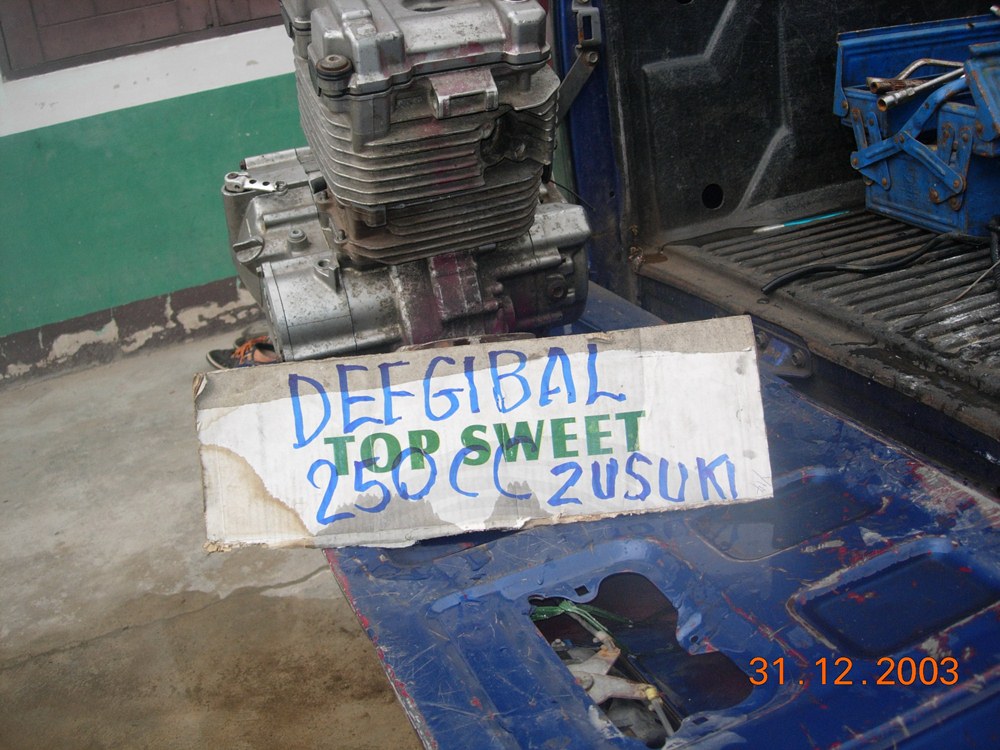 DEFGIBAL
TOP SWEET
250CC ZUSUKI
31.12.2003